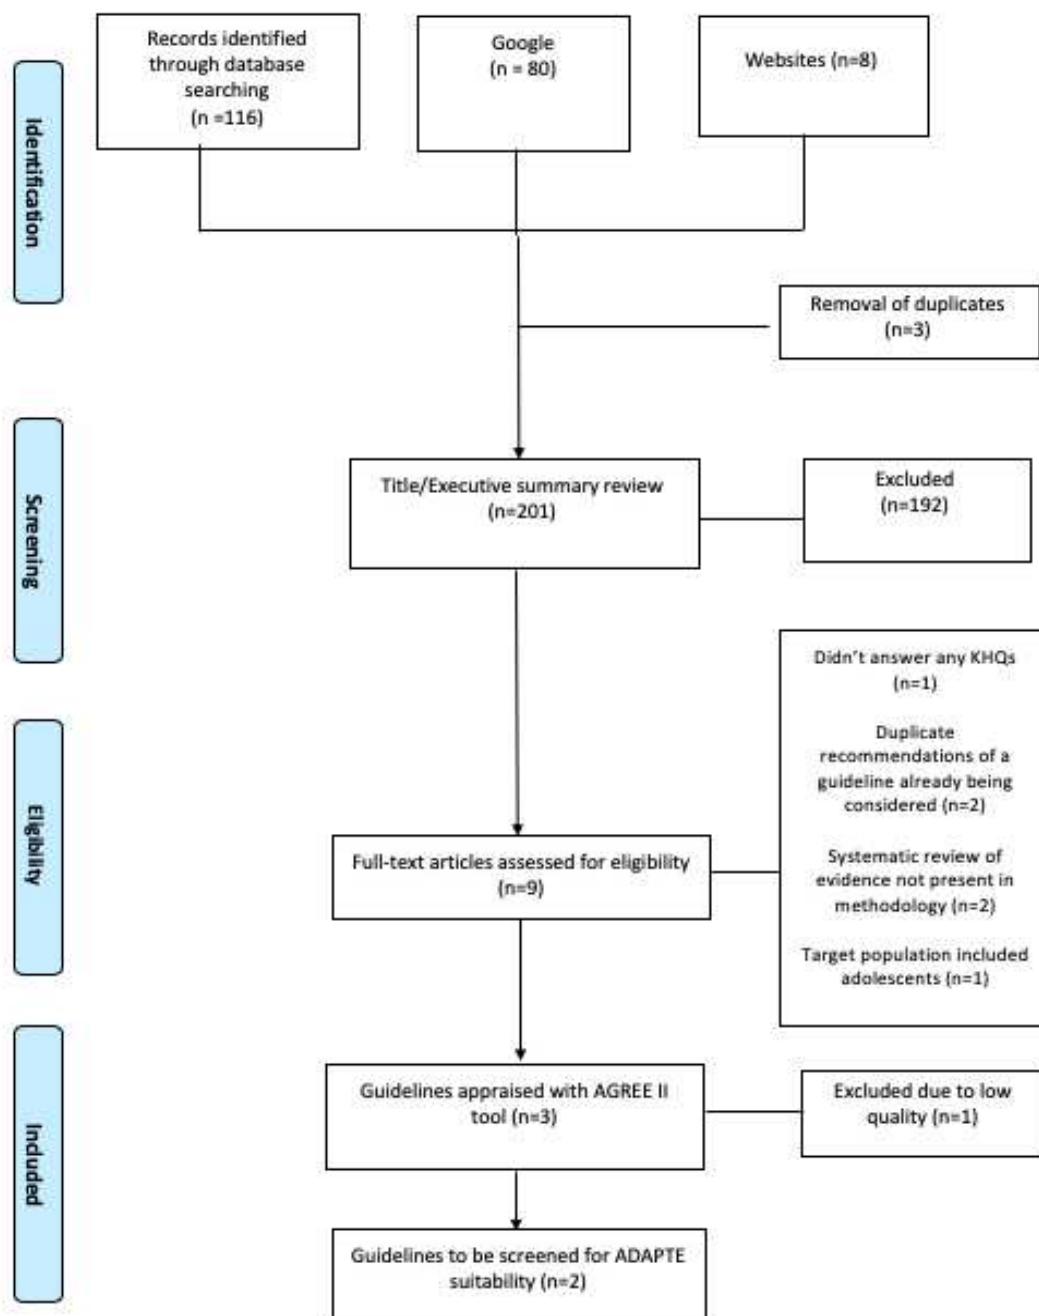 Records identified
through database
searching
(n =116)
Google
(n = 80)
Websites (n=8)
Identification
Removal of duplicates
(n=3)
Screening
Title/Executive summary review
(n=201)
Excluded
(n=192)
Eligibility
Full-text articles assessed for eligibility
(n=9)
Didn't answer any KHQs
(n=1)
Duplicate
recommendations of a
guideline already being
considered (n=2)
Systematic review of
evidence not present in
methodology (n=2)
Target population included
adolescents (n=1)
Included
Guidelines appraised with AGREE II
tool (n=3)
Excluded due to low
quality (n=1)
Guidelines to be screened for ADAPTE
suitability (n=2)